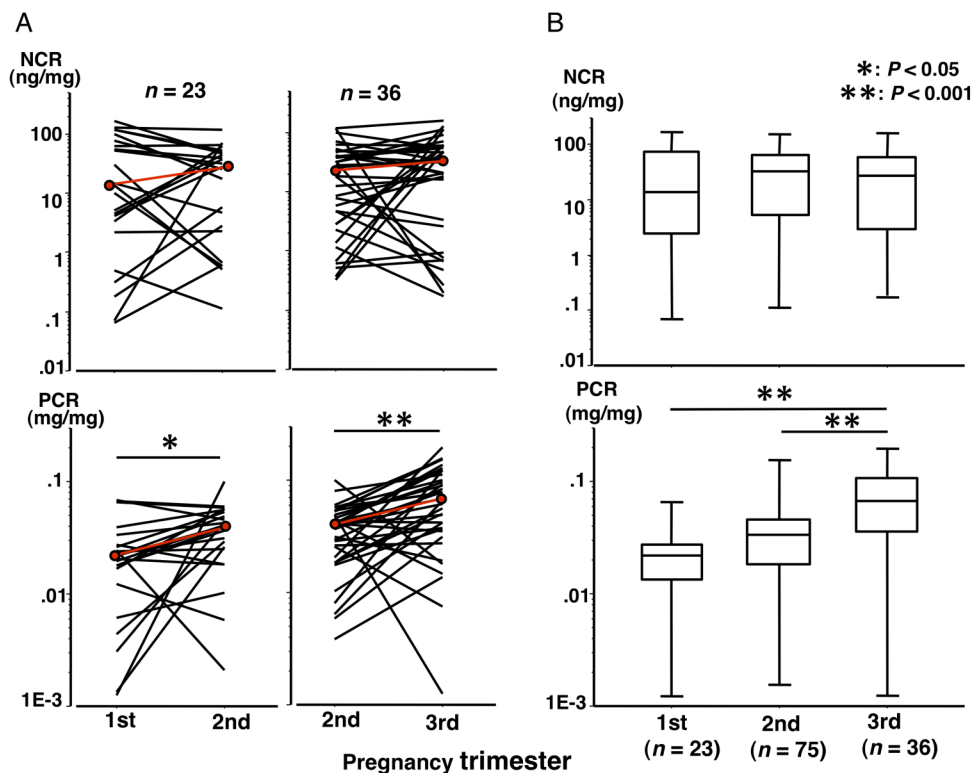 A
NCR
(ng/mg)
n = 23
n = 36
100
10
1
.1
.01
PCR
(mg/mg)
*
**
.1
.01
1E-3
1st
2nd
2nd
3rd
B
NCR
(ng/mg)
*: P < 0.05
**: P < 0.001
100
10
1
.1
.01
PCR
(mg/mg)
**
**
.1
.01
1E-3
1st
2nd
3rd
(n = 23)
(n = 75)
(n = 36)
Pregnancy trimester